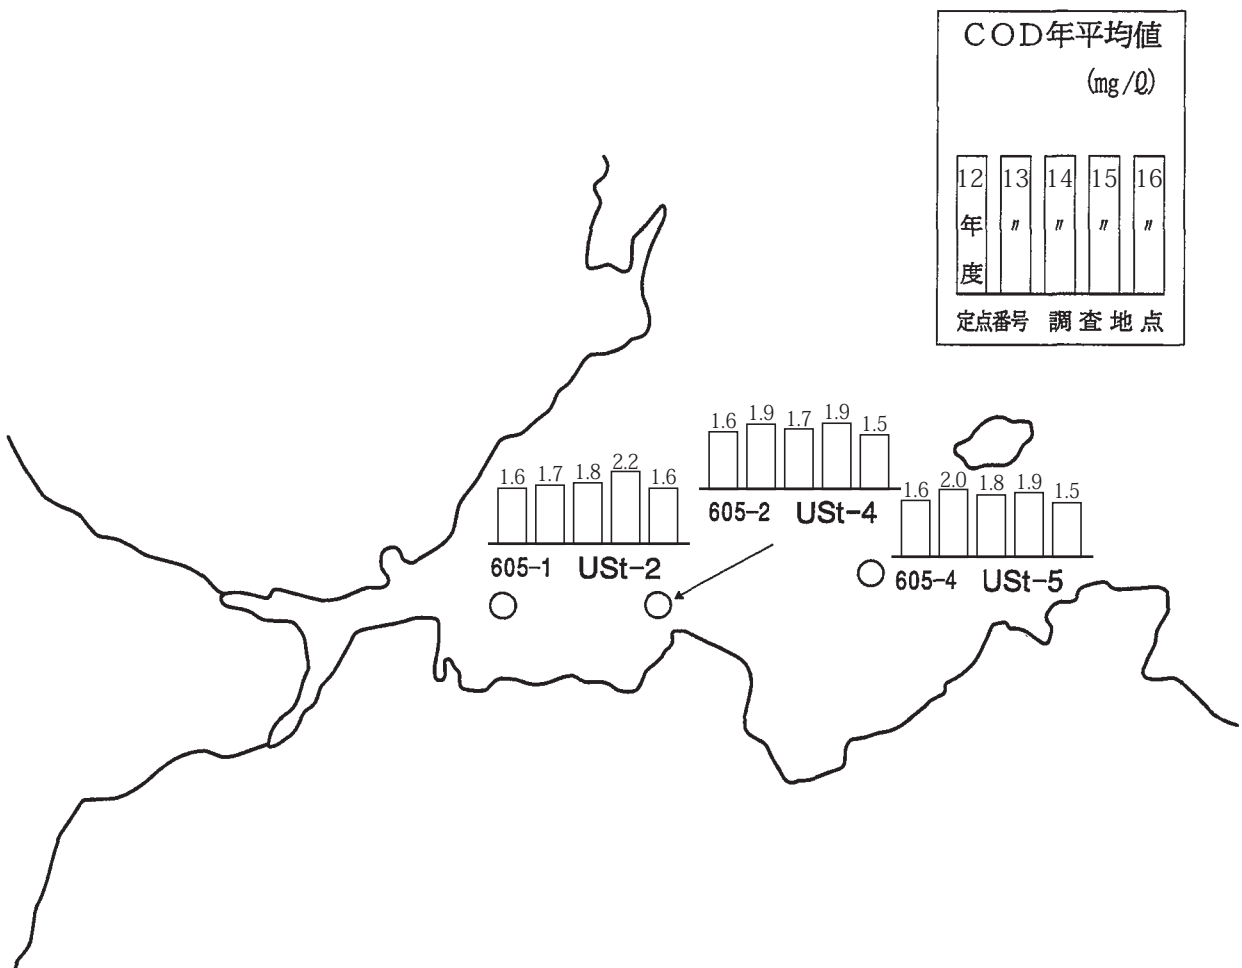 COD年平均値
(mg/ℓ)
12 13 14 15 16
年 〃 〃 〃 〃
度
定点番号 調査地点
1.6 1.9 1.7 1.9 1.5
605-2 USt-4
1.6 1.7 1.8 2.2 1.6
605-1 USt-2
1.6 2.0 1.8 1.9 1.5
605-4 USt-5